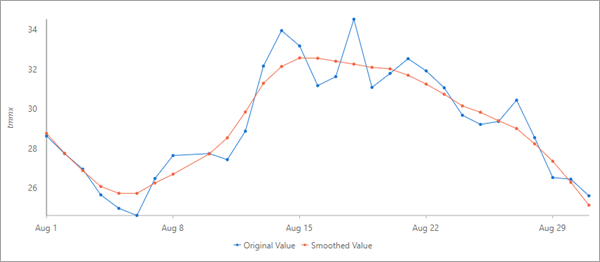 34
32
30
28
26
tmmx
Aug 1
Aug 8
Aug 15
Aug 22
Aug 29
Original Value
Smoothed Value